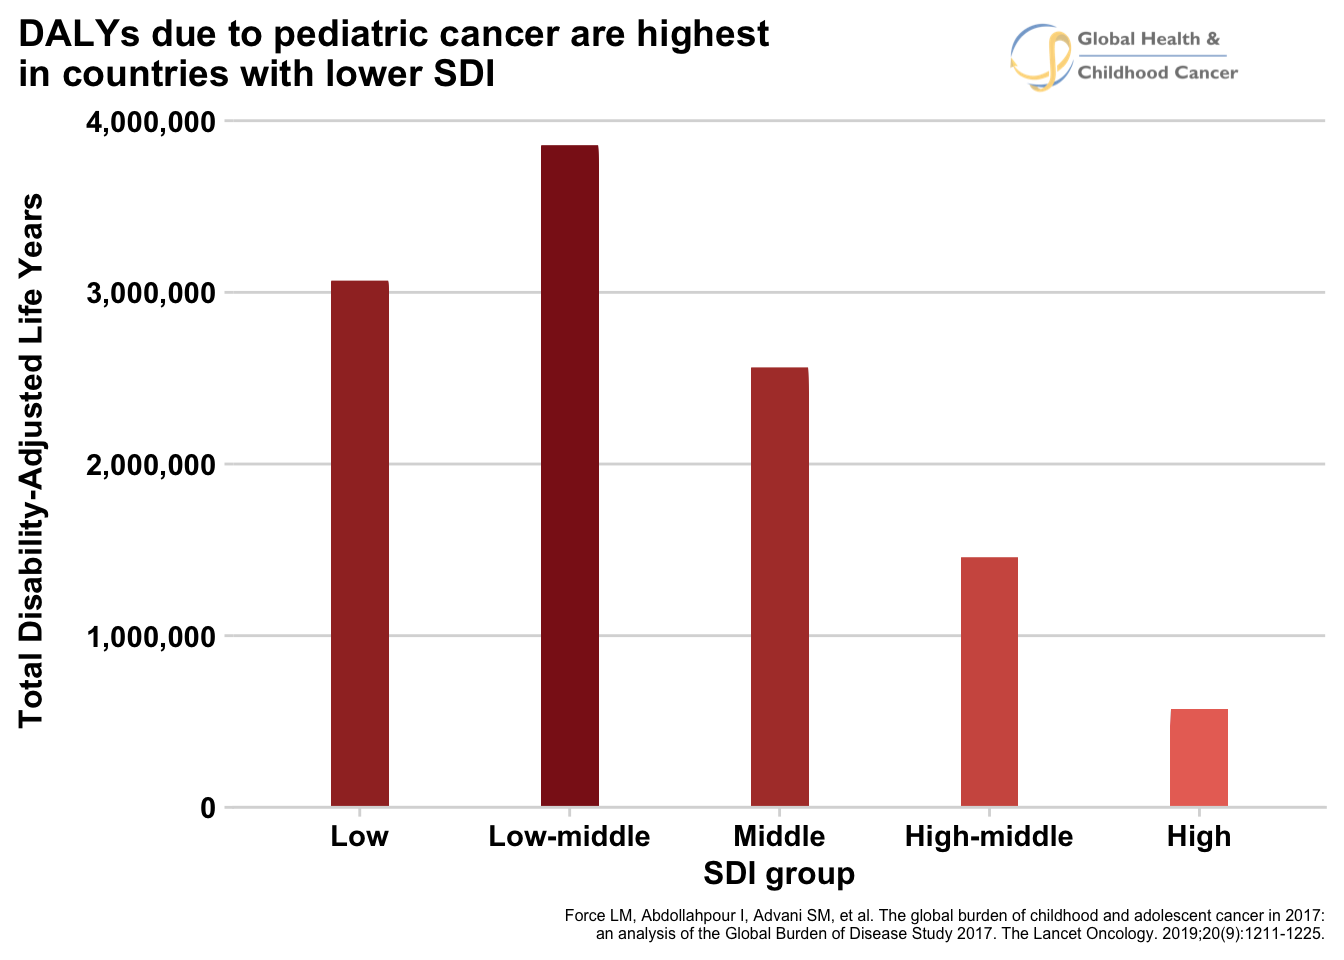 DALYs due to pediatric cancer are highest
in countries with lower SDI
Global Health &
Childhood Cancer
Total Disability-Adjusted Life Years
4,000,000
3,000,000
2,000,000
1,000,000
0
Low
Low-middle
Middle
High-middle
High
SDI group
Force LM, Abdollahpour I, Advani SM, et al. The global burden of childhood and adolescent cancer in 2017:
an analysis of the Global Burden of Disease Study 2017. The Lancet Oncology. 2019;20(9):1211-1225.